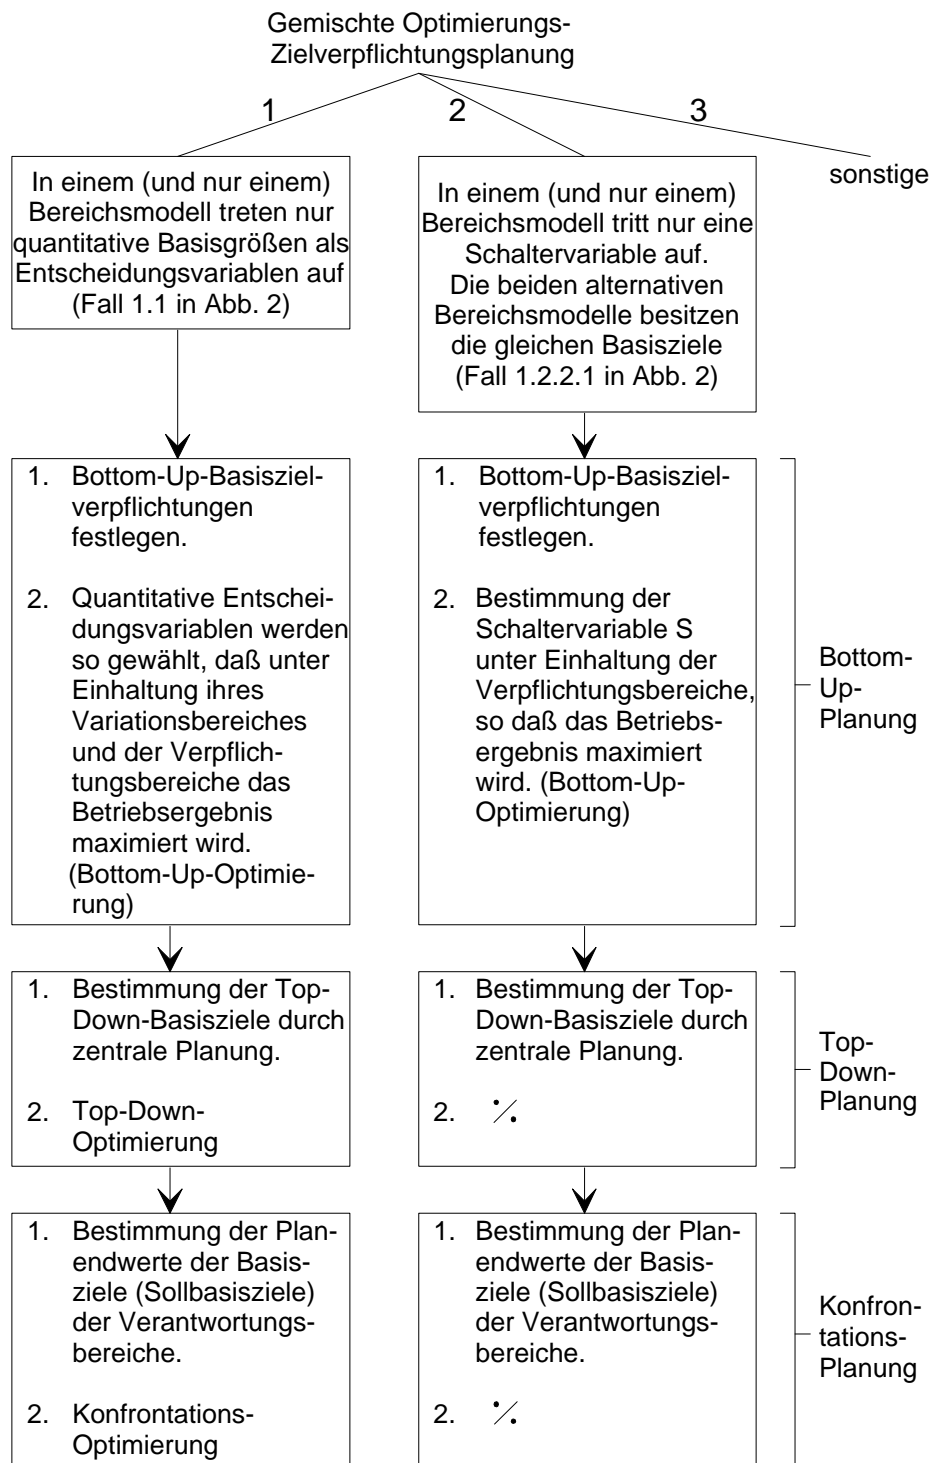 Gemischte Optimierungs-
Zielverpflichtungsplanung
1
2
3
In einem (und nur einem)
Bereichsmodell treten nur
quantitative Basisgrößen als
Entscheidungsvariablen auf
(Fall 1.1 in Abb. 2)
In einem (und nur einem)
Bereichsmodell tritt nur eine
Schaltervariable auf.
Die beiden alternativen
Bereichsmodelle besitzen
die gleichen Basisziele
(Fall 1.2.2.1 in Abb. 2)
sonstige
1. Bottom-Up-Basisziel-
verpflichtungen
festlegen.
2. Quantitative Entschei-
dungsvariablen werden
so gewählt, daß unter
Einhaltung ihres
Variationsbereiches
und der Verpflich-
tungsbereiche das
Betriebsergebnis
maximiert wird.
(Bottom-Up-Optimie-
rung)
1. Bottom-Up-Basisziel-
verpflichtungen
festlegen.
2. Bestimmung der
Schaltervariable S
unter Einhaltung der
Verpflichtungsbereiche,
so daß das Betriebs-
ergebnis maximiert
wird. (Bottom-Up-
Optimierung)
Bottom-
Up-
Planung
1. Bestimmung der Top-
Down-Basisziele durch
zentrale Planung.
2. Top-Down-
Optimierung
1. Bestimmung der Top-
Down-Basisziele durch
zentrale Planung.
2. ⁒
Top-
Down-
Planung
1. Bestimmung der Plan-
endwerte der Basis-
ziele (Sollbasisziele)
der Verantwortungs-
bereiche.
2. Konfrontations-
Optimierung
1. Bestimmung der Plan-
endwerte der Basis-
ziele (Sollbasisziele)
der Verantwortungs-
bereiche.
2. ⁒
Konfron-
tations-
Planung